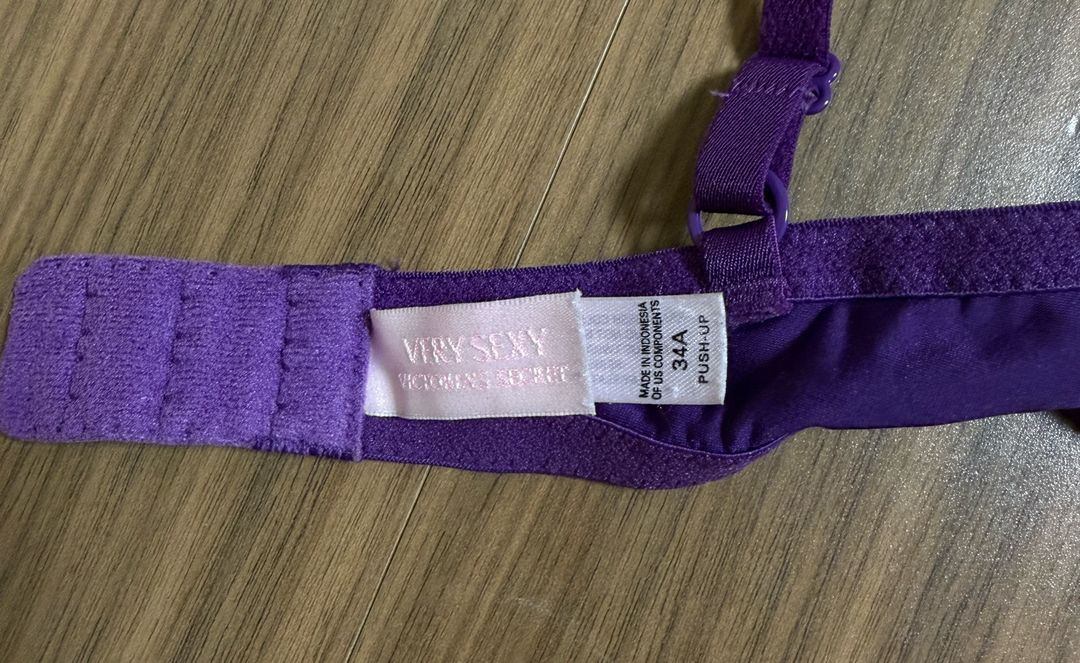 VERY SEXY
VICTORIA'S SECRET
MADE IN INDONESIA
OF US COMPONENTS
34A
PUSH-UP